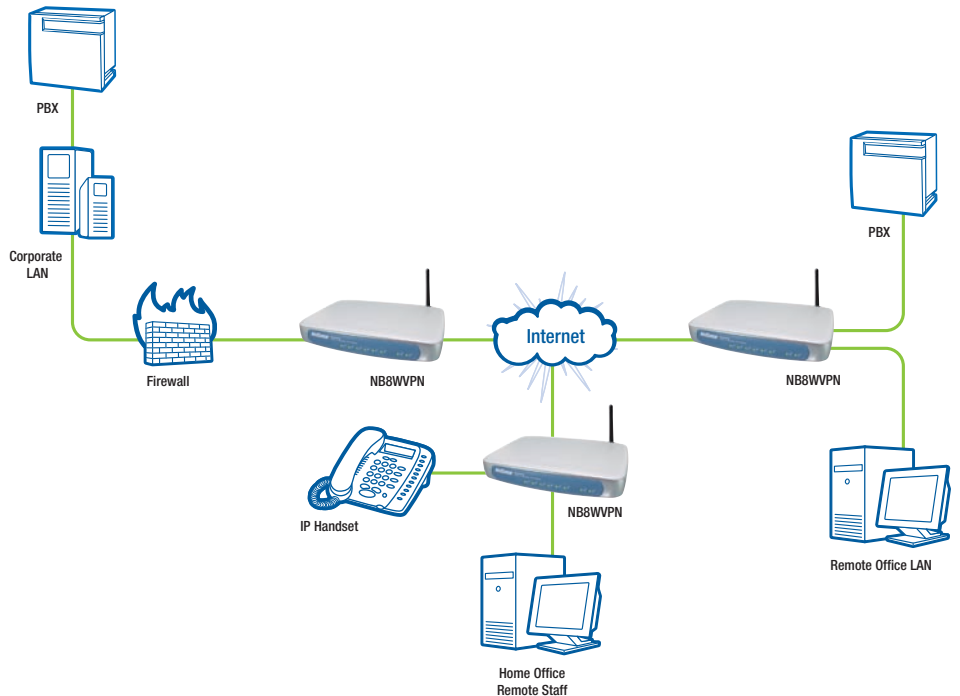 PBX
Corporate
LAN
Firewall
NB8WVPN
Internet
NB8WVPN
PBX
IP Handset
NB8WVPN
Remote Office LAN
Home Office
Remote Staff